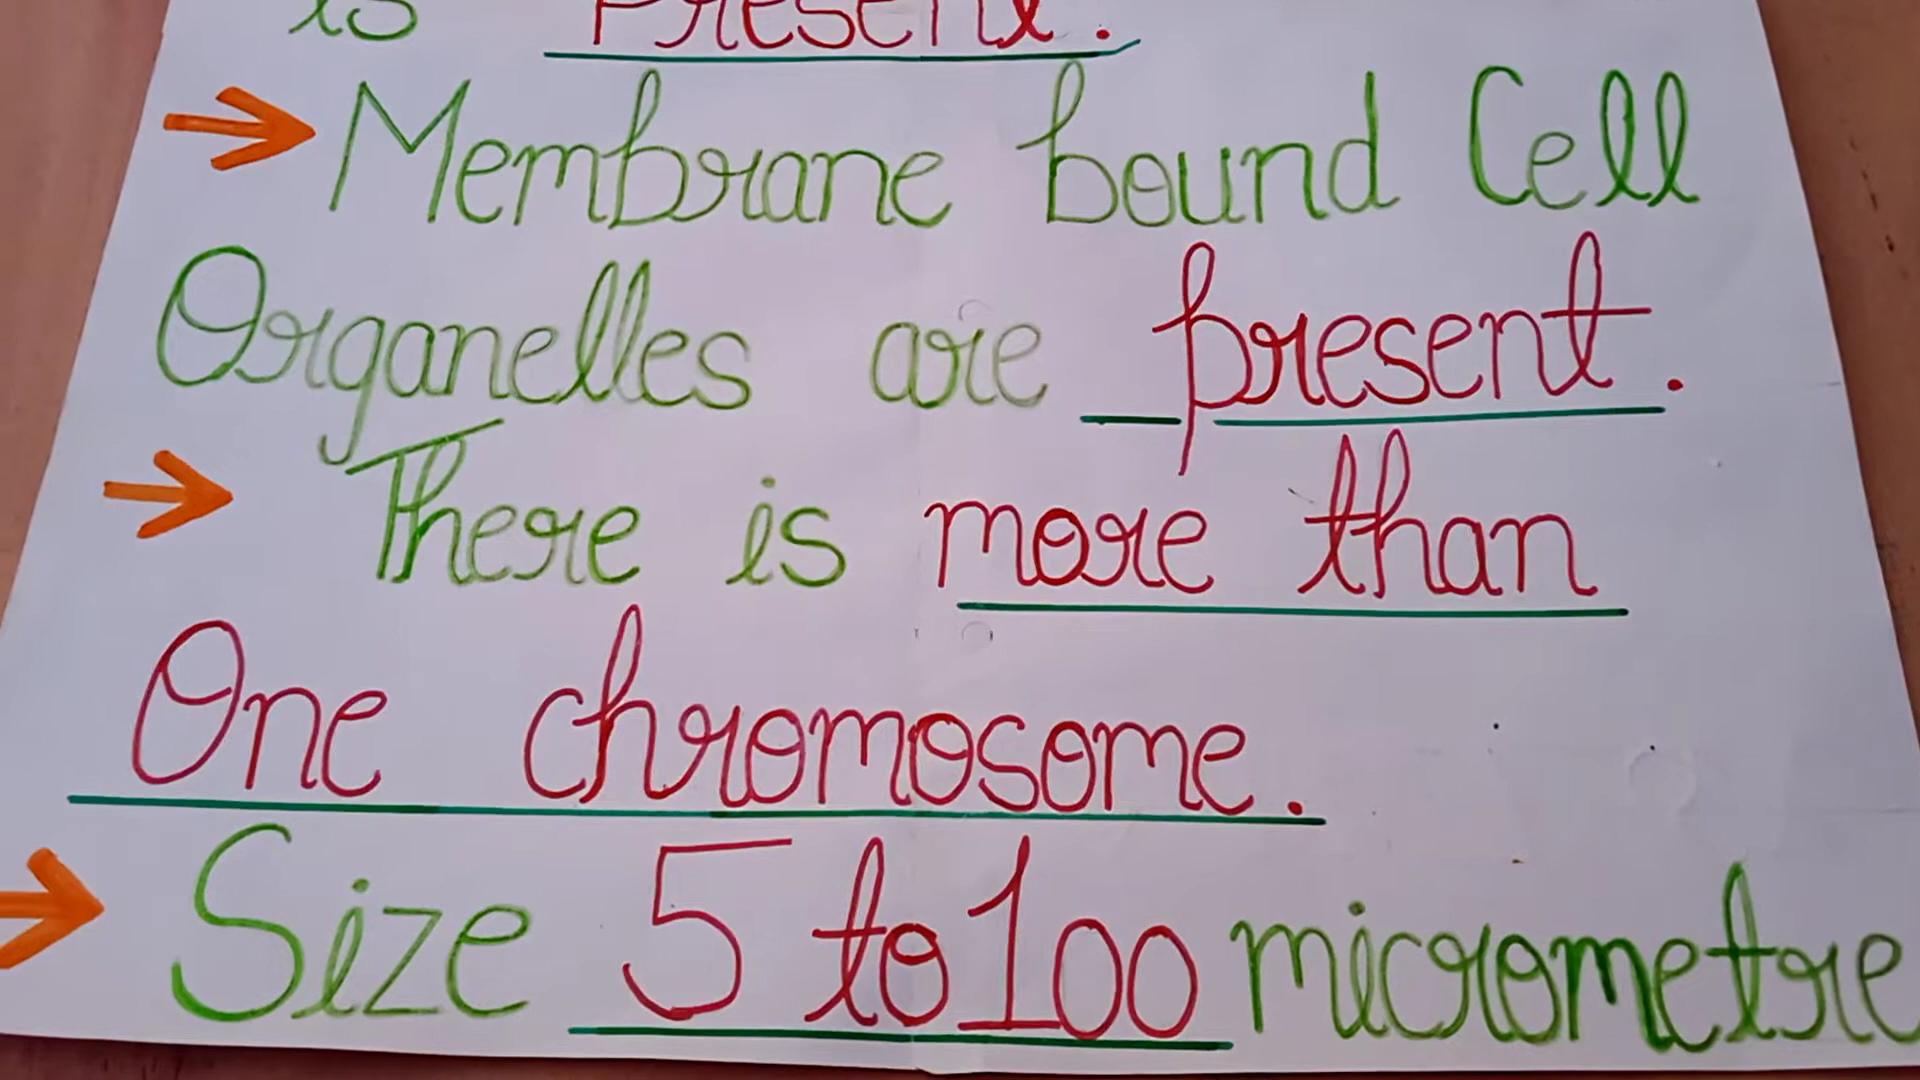 is Present.
→ Membrane bound Cell
Organelles are present.
→ There is more than
One chromosome.
→ Size 5 to 100 micrometre